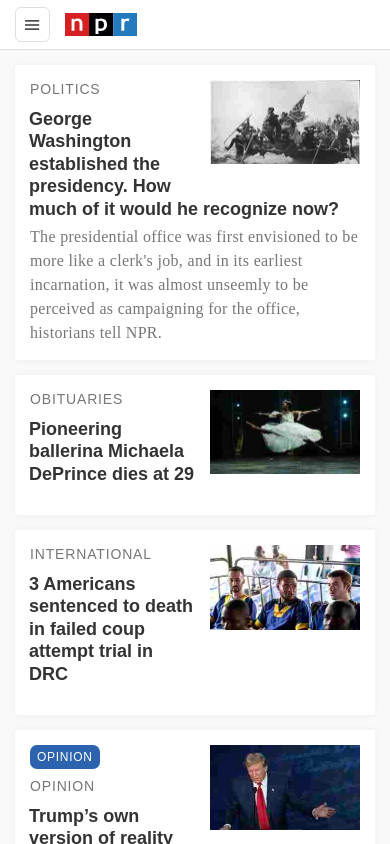 npr
POLITICS
George
Washington
established the
presidency. How
much of it would he recognize now?
The presidential office was first envisioned to be
more like a clerk's job, and in its earliest
incarnation, it was almost unseemly to be
perceived as campaigning for the office,
historians tell NPR.
OBITUARIES
Pioneering
ballerina Michaela
DePrince dies at 29
INTERNATIONAL
3 Americans
sentenced to death
in failed coup
attempt trial in
DRC
OPINION
OPINION
Trump’s own
version of reality